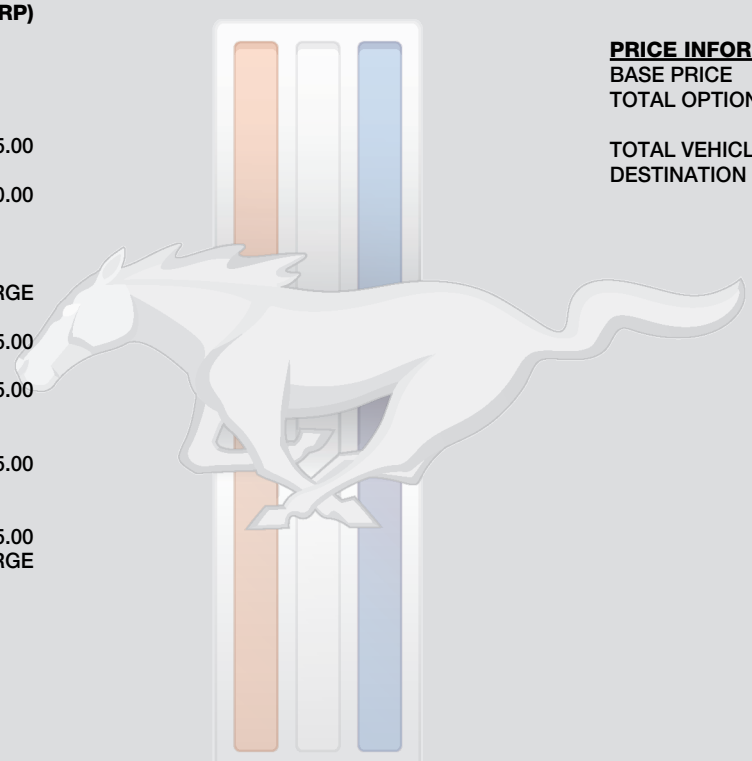 RP)
5.00
0.00
RGE
5.00
5.00
5.00
5.00
RGE
PRICE INFOR
BASE PRICE
TOTAL OPTION
TOTAL VEHICL
DESTINATION